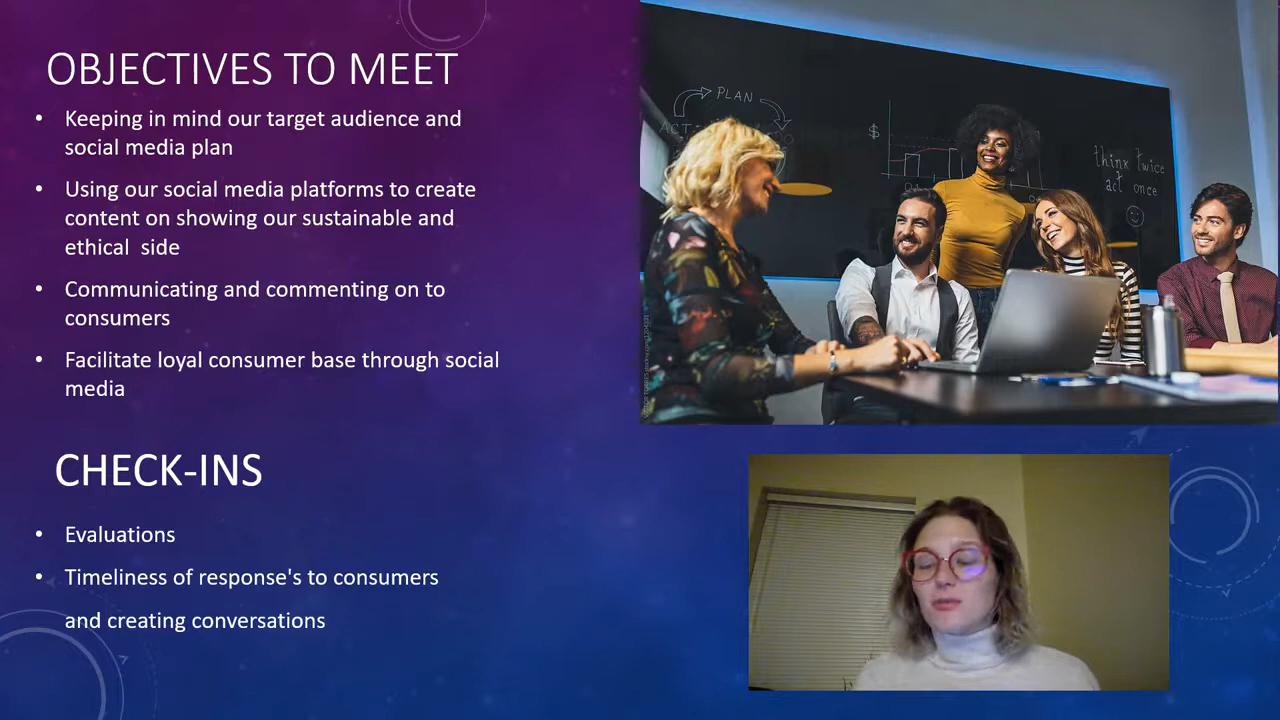 OBJECTIVES TO MEET
• Keeping in mind our target audience and
social media plan
• Using our social media platforms to create
content on showing our sustainable and
ethical  side
• Communicating and commenting on to
consumers
• Facilitate loyal consumer base through social
media
CHECK-INS
• Evaluations
• Timeliness of response's to consumers
and creating conversations
PLAN
ACT
$
think twice
act once